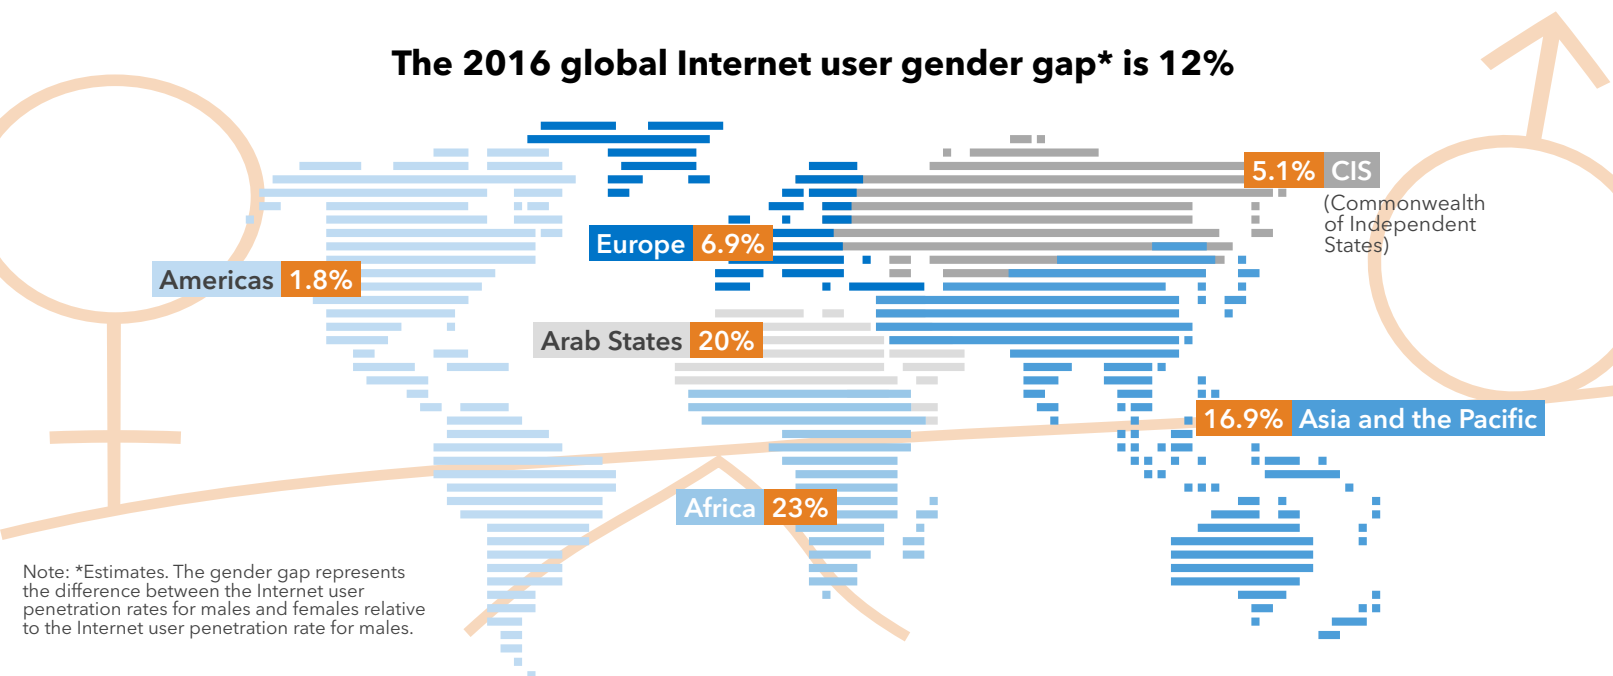 The 2016 global Internet user gender gap* is 12%
5.1% CIS
(Commonwealth
of Independent
States)
Europe 6.9%
Americas 1.8%
Arab States 20%
16.9% Asia and the Pacific
Africa 23%
Note: *Estimates. The gender gap represents
the difference between the Internet user
penetration rates for males and females relative
to the Internet user penetration rate for males.